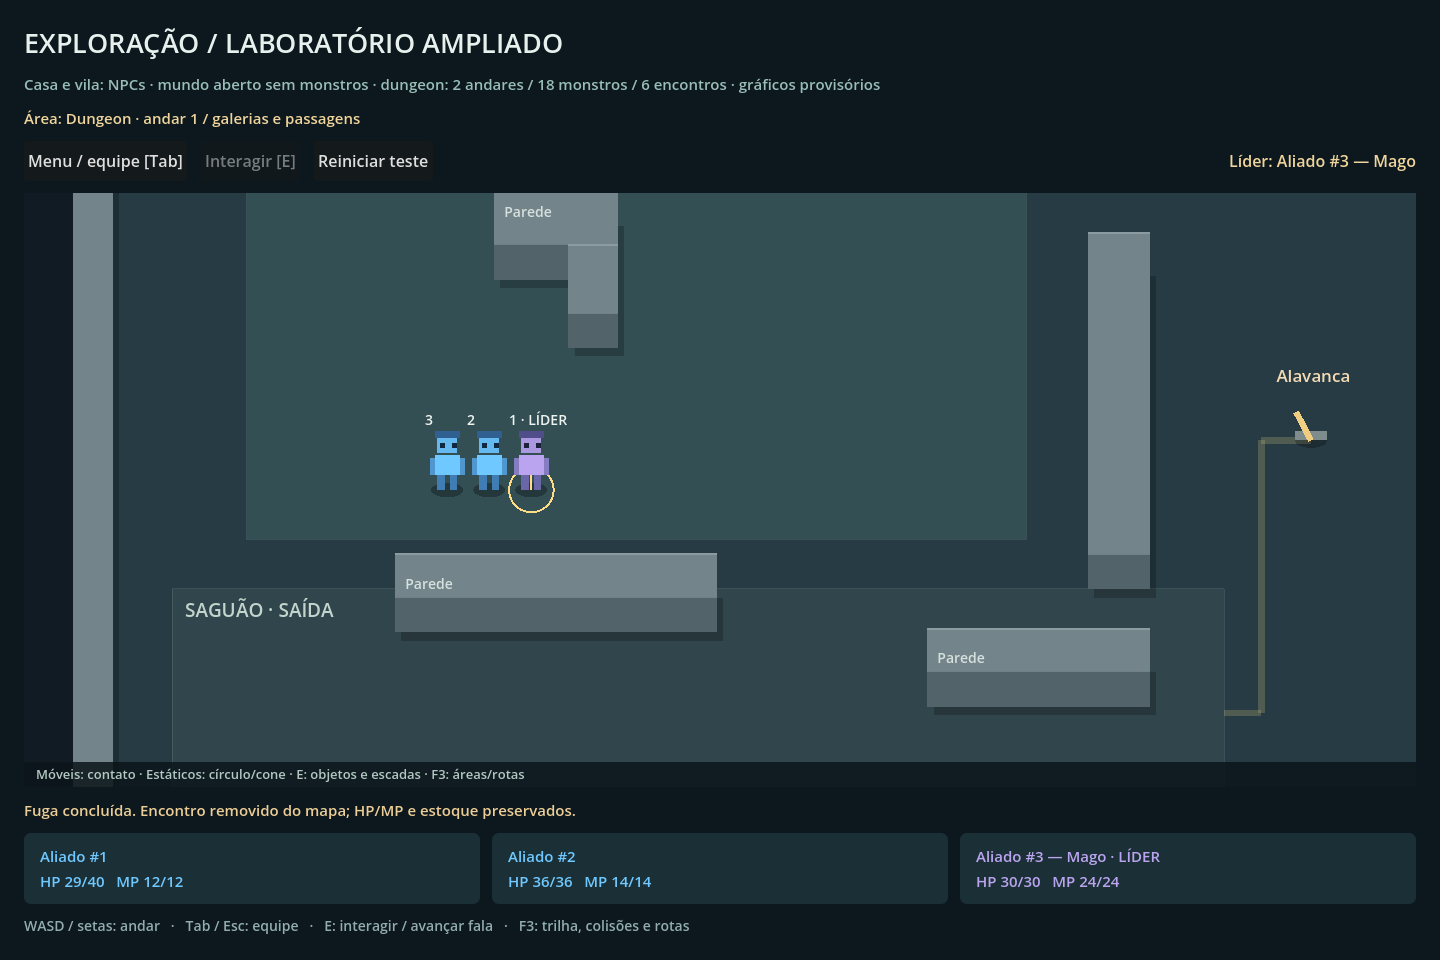 EXPLORAÇÃO / LABORATÓRIO AMPLIADO
Casa e vila: NPCs · mundo aberto sem monstros · dungeon: 2 andares / 18 monstros / 6 encontros · gráficos provisórios
Área: Dungeon · andar 1 / galerias e passagens
Menu / equipe [Tab] Interagir [E] Reiniciar teste Líder: Aliado #3 — Mago
Parede
Alavanca
3 2 1 · LÍDER
Parede
SAGUÃO · SAÍDA
Parede
Móveis: contato · Estáticos: círculo/cone · E: objetos e escadas · F3: áreas/rotas
Fuga concluída. Encontro removido do mapa; HP/MP e estoque preservados.
Aliado #1
HP 29/40 MP 12/12
Aliado #2
HP 36/36 MP 14/14
Aliado #3 — Mago · LÍDER
HP 30/30 MP 24/24
WASD / setas: andar · Tab / Esc: equipe · E: interagir / avançar fala · F3: trilha, colisões e rotas